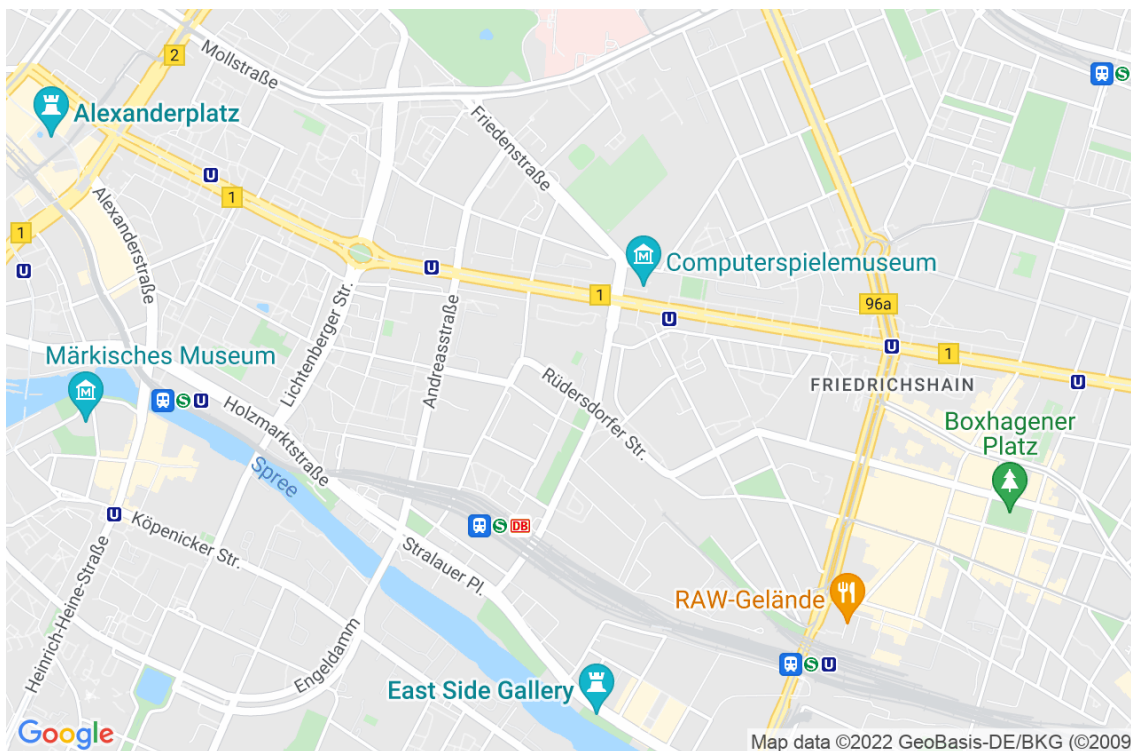 Mollstraße
2
Alexanderplatz
Friedenstraße
S
U
1
Alexanderstraße
1
U
U
Computerspielemuseum
1
96a
U
U
1
U
Märkisches Museum
Lichtenberger Str.
Andreasstraße
Rüdersdorfer Str.
FRIEDRICHSHAIN
S U
Holzmarktstraße
Boxhagener
Platz
Spree
U
Köpenicker Str.
S DB
Stralauer Pl.
Heinrich-Heine-Straße
Engeldamm
RAW-Gelände
S U
East Side Gallery
Google
Map data ©2022 GeoBasis-DE/BKG (©2009